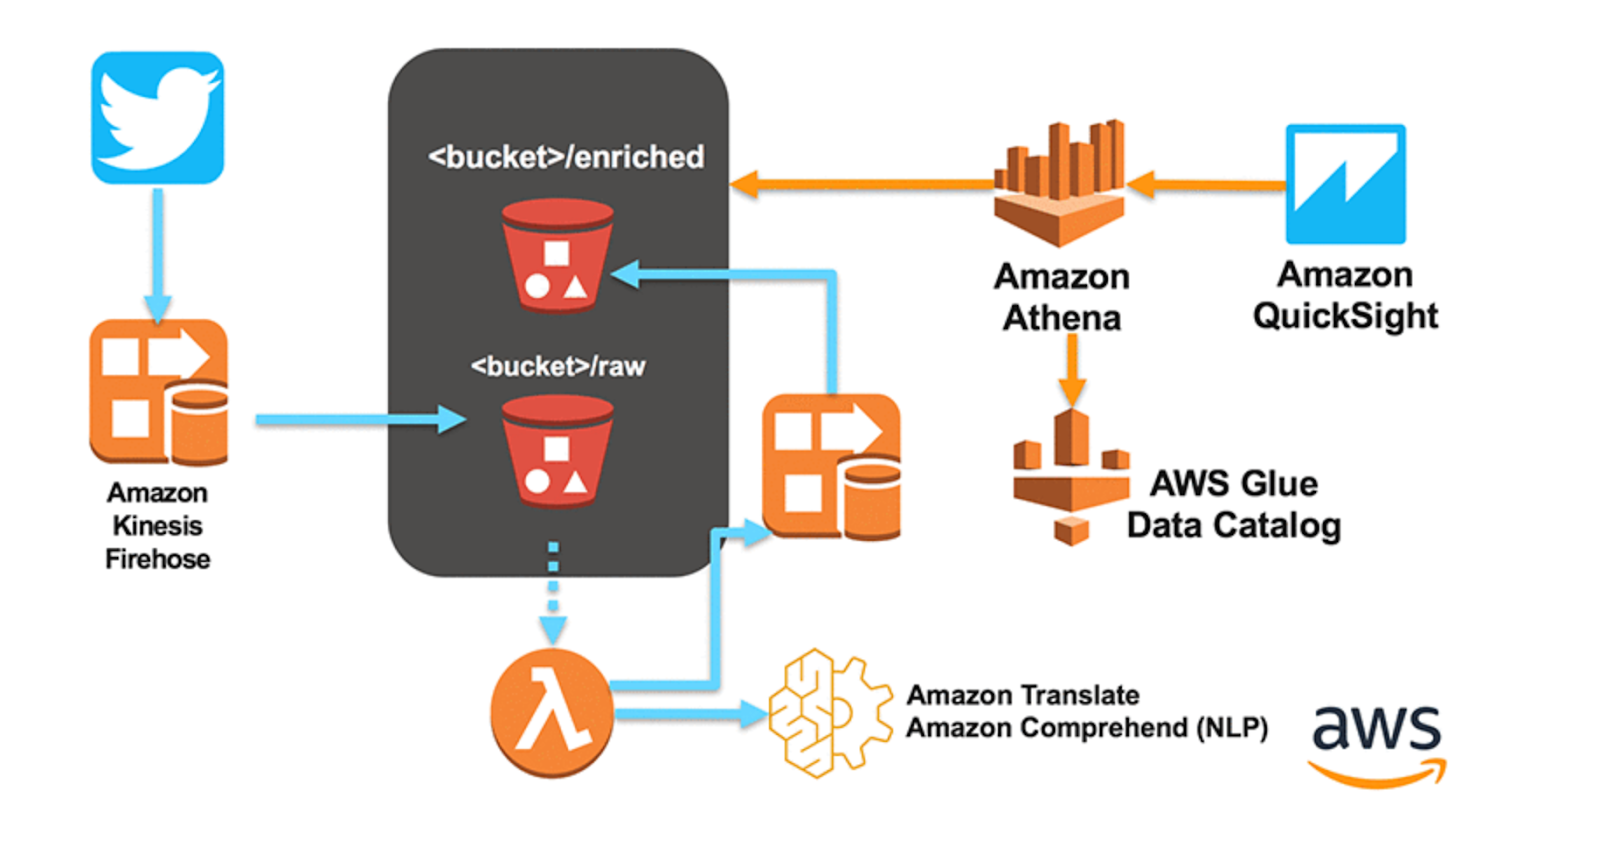 <bucket>/enriched
<bucket>/raw
Amazon
Kinesis
Firehose
Amazon
Athena
Amazon
QuickSight
AWS Glue
Data Catalog
Amazon Translate
Amazon Comprehend (NLP)
aws